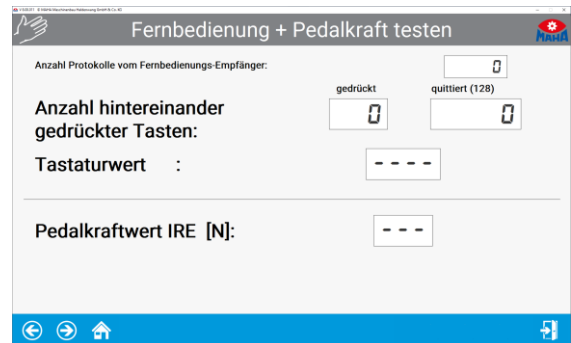 Fernbedienung + Pedalkraft testen
MAHA
Anzahl Protokolle vom Fernbedienungs-Empfänger:
0
gedrückt quittiert (128)
Anzahl hintereinander
gedrückter Tasten:
0 0
Tastaturwert : - - - -
Pedalkraftwert IRE [N]: - - -